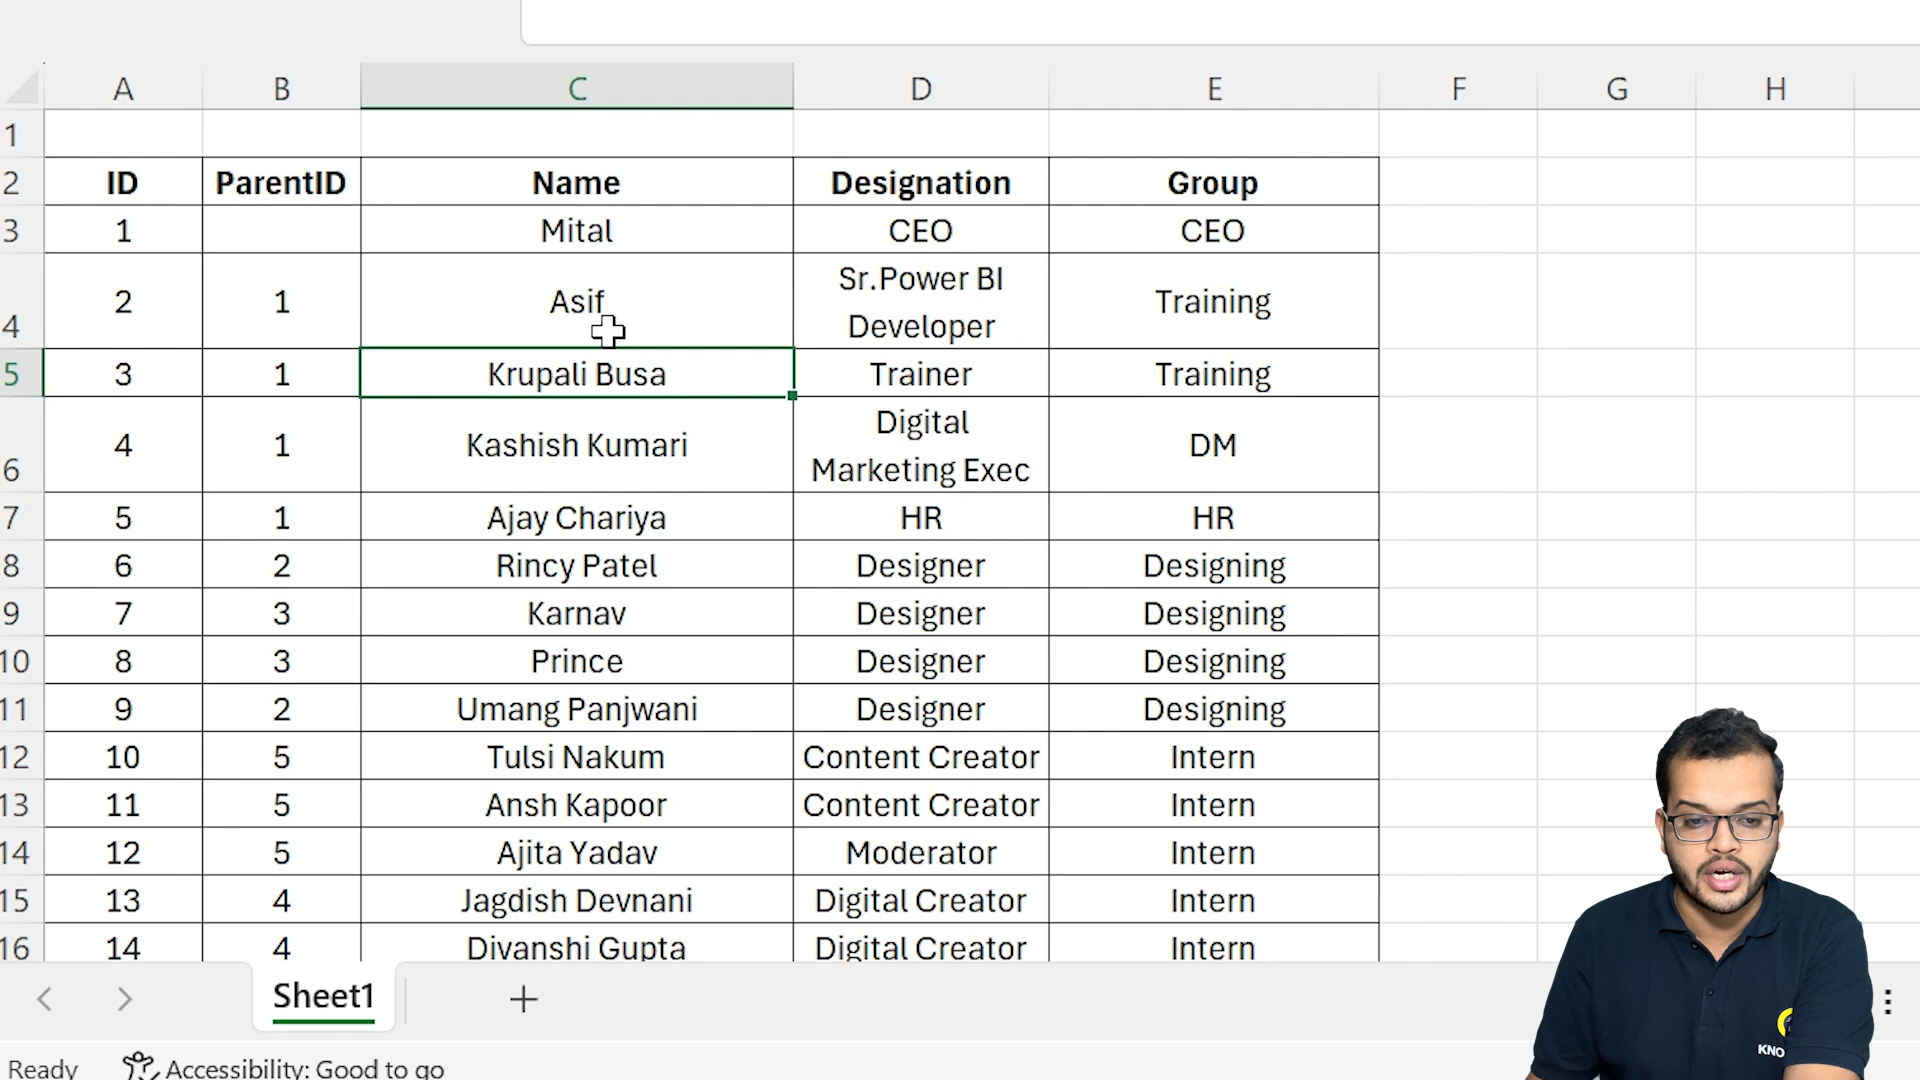 A B C D E F G H
1
2 ID ParentID Name Designation Group
3 1 Mital CEO CEO
4 2 1 Asif Sr.Power BI Developer Training
5 3 1 Krupali Busa Trainer Training
6 4 1 Kashish Kumari Digital Marketing Exec DM
7 5 1 Ajay Chariya HR HR
8 6 2 Rincy Patel Designer Designing
9 7 3 Karnav Designer Designing
10 8 3 Prince Designer Designing
11 9 2 Umang Panjwani Designer Designing
12 10 5 Tulsi Nakum Content Creator Intern
13 11 5 Ansh Kapoor Content Creator Intern
14 12 5 Ajita Yadav Moderator Intern
15 13 4 Jagdish Devnani Digital Creator Intern
16 14 4 Divanshi Gupta Digital Creator Intern
Sheet1
Ready Accessibility: Good to go
KNO